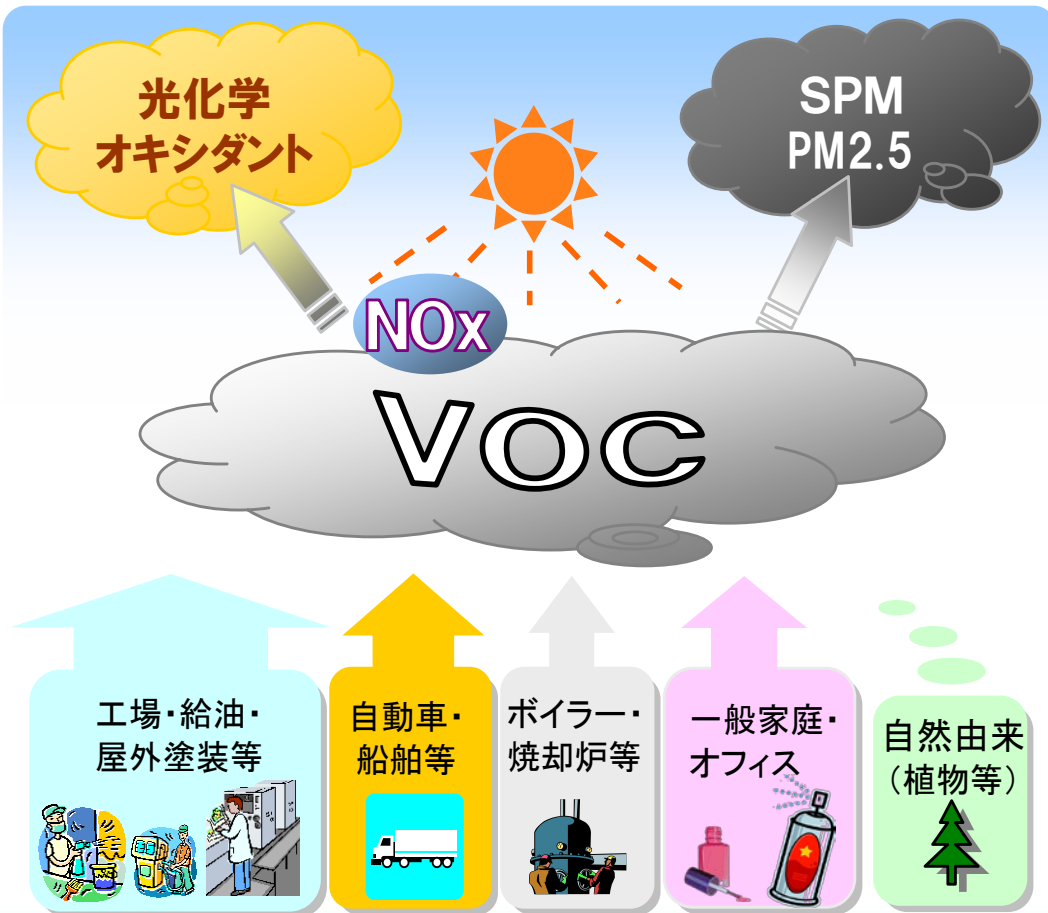 光化学
オキシダント
SPM
PM2.5
NOx
VOC
工場・給油・
屋外塗装等
自動車・
船舶等
ボイラー・
焼却炉等
一般家庭・
オフィス
自然由来
（植物等）